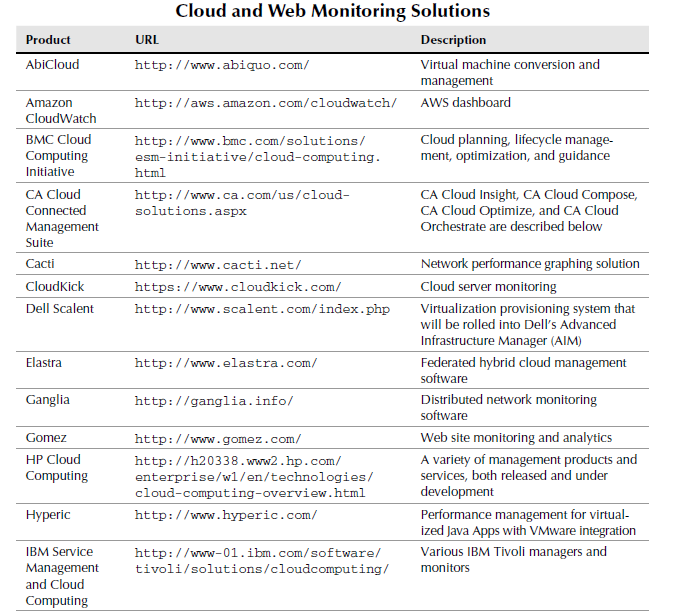 Cloud and Web Monitoring Solutions
Product URL Description
AbiCloud http://www.abiquo.com/ Virtual machine conversion and
management
Amazon http://aws.amazon.com/cloudwatch/ AWS dashboard
CloudWatch
BMC Cloud http://www.bmc.com/solutions/ Cloud planning, lifecycle manage-
Computing esm-initiative/cloud-computing. ment, optimization, and guidance
Initiative html
CA Cloud http://www.ca.com/us/cloud- CA Cloud Insight, CA Cloud Compose,
Connected solutions.aspx CA Cloud Optimize, and CA Cloud
Management Orchestrate are described below
Suite
Cacti http://www.cacti.net/ Network performance graphing solution
CloudKick https://www.cloudkick.com/ Cloud server monitoring
Dell Scalent http://www.scalent.com/index.php Virtualization provisioning system that
will be rolled into Dell’s Advanced
Infrastructure Manager (AIM)
Elastra http://www.elastra.com/ Federated hybrid cloud management
software
Ganglia http://ganglia.info/ Distributed network monitoring
software
Gomez http://www.gomez.com/ Web site monitoring and analytics
HP Cloud http://h20338.www2.hp.com/ A variety of management products and
Computing enterprise/w1/en/technologies/ services, both released and under
cloud-computing-overview.html development
Hyperic http://www.hyperic.com/ Performance management for virtual-
ized Java Apps with VMware integration
IBM Service http://www-01.ibm.com/software/ Various IBM Tivoli managers and
Management tivoli/solutions/cloudcomputing/ monitors
and Cloud
Computing